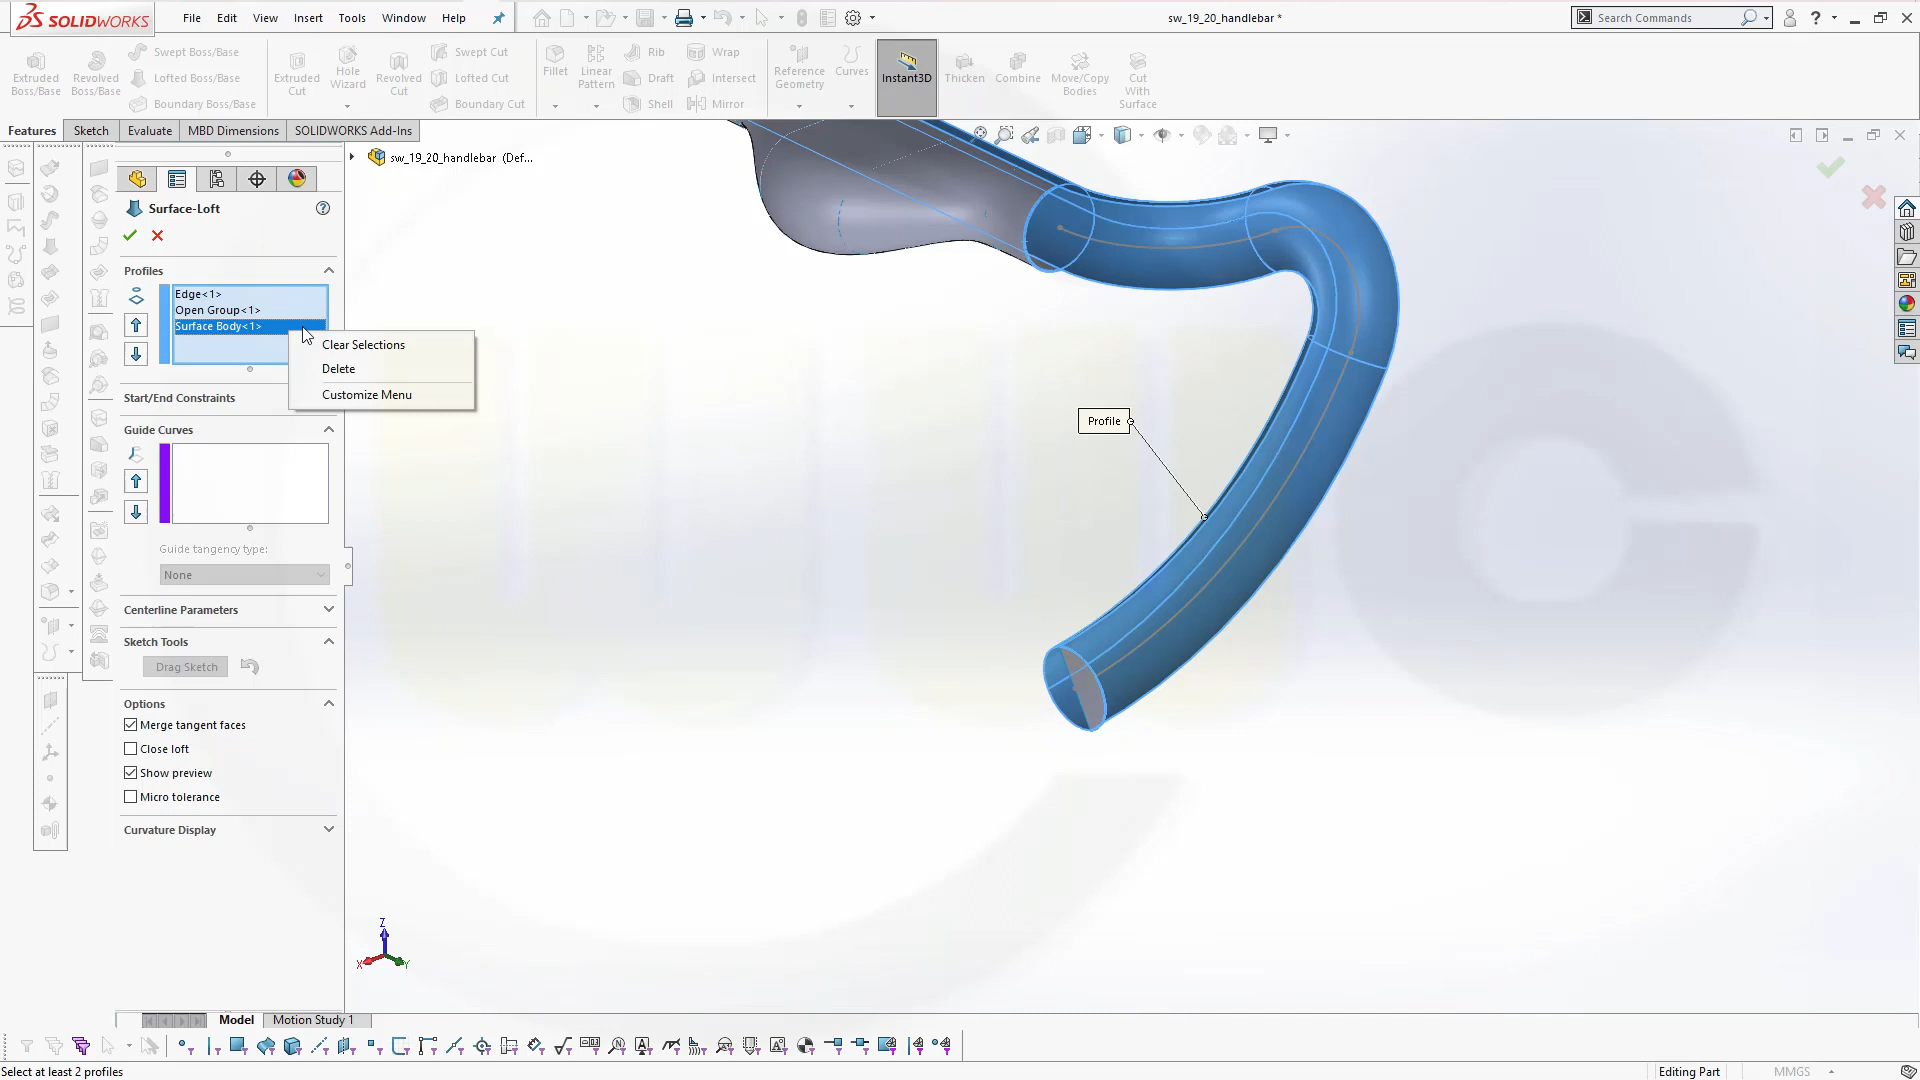 SOLIDWORKS
File Edit View Insert Tools Window Help
sw_19_20_handlebar *
Search Commands
Extruded Boss/Base
Revolved Boss/Base
Swept Boss/Base
Lofted Boss/Base
Boundary Boss/Base
Extruded Cut
Hole Wizard
Revolved Cut
Swept Cut
Lofted Cut
Boundary Cut
Fillet
Linear Pattern
Rib
Draft
Shell
Wrap
Intersect
Mirror
Reference Geometry
Curves
Instant3D
Thicken
Combine
Move/Copy Bodies
Cut With Surface
Features Sketch Evaluate MBD Dimensions SOLIDWORKS Add-Ins
sw_19_20_handlebar (Def...
Surface-Loft
Profiles
Edge<1>
Open Group<1>
Surface Body<1>
Clear Selections
Delete
Customize Menu
Start/End Constraints
Guide Curves
Guide tangency type:
None
Centerline Parameters
Sketch Tools
Drag Sketch
Options
Merge tangent faces
Close loft
Show preview
Micro tolerance
Curvature Display
Profile
Z
X
Y
Model Motion Study 1
Select at least 2 profiles
Editing Part
MMGS